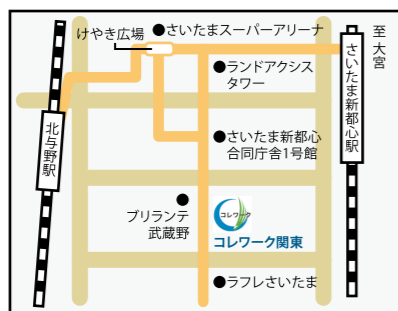 けやき広場
●さいたまスーパーアリーナ
至 大宮
●ランドアクシス
タワー
さいたま新都心駅
北与野駅
●さいたま新都心
合同庁舎1号館
●
ブリランテ
武蔵野
コレワーク
コレワーク関東
●ラフレさいたま